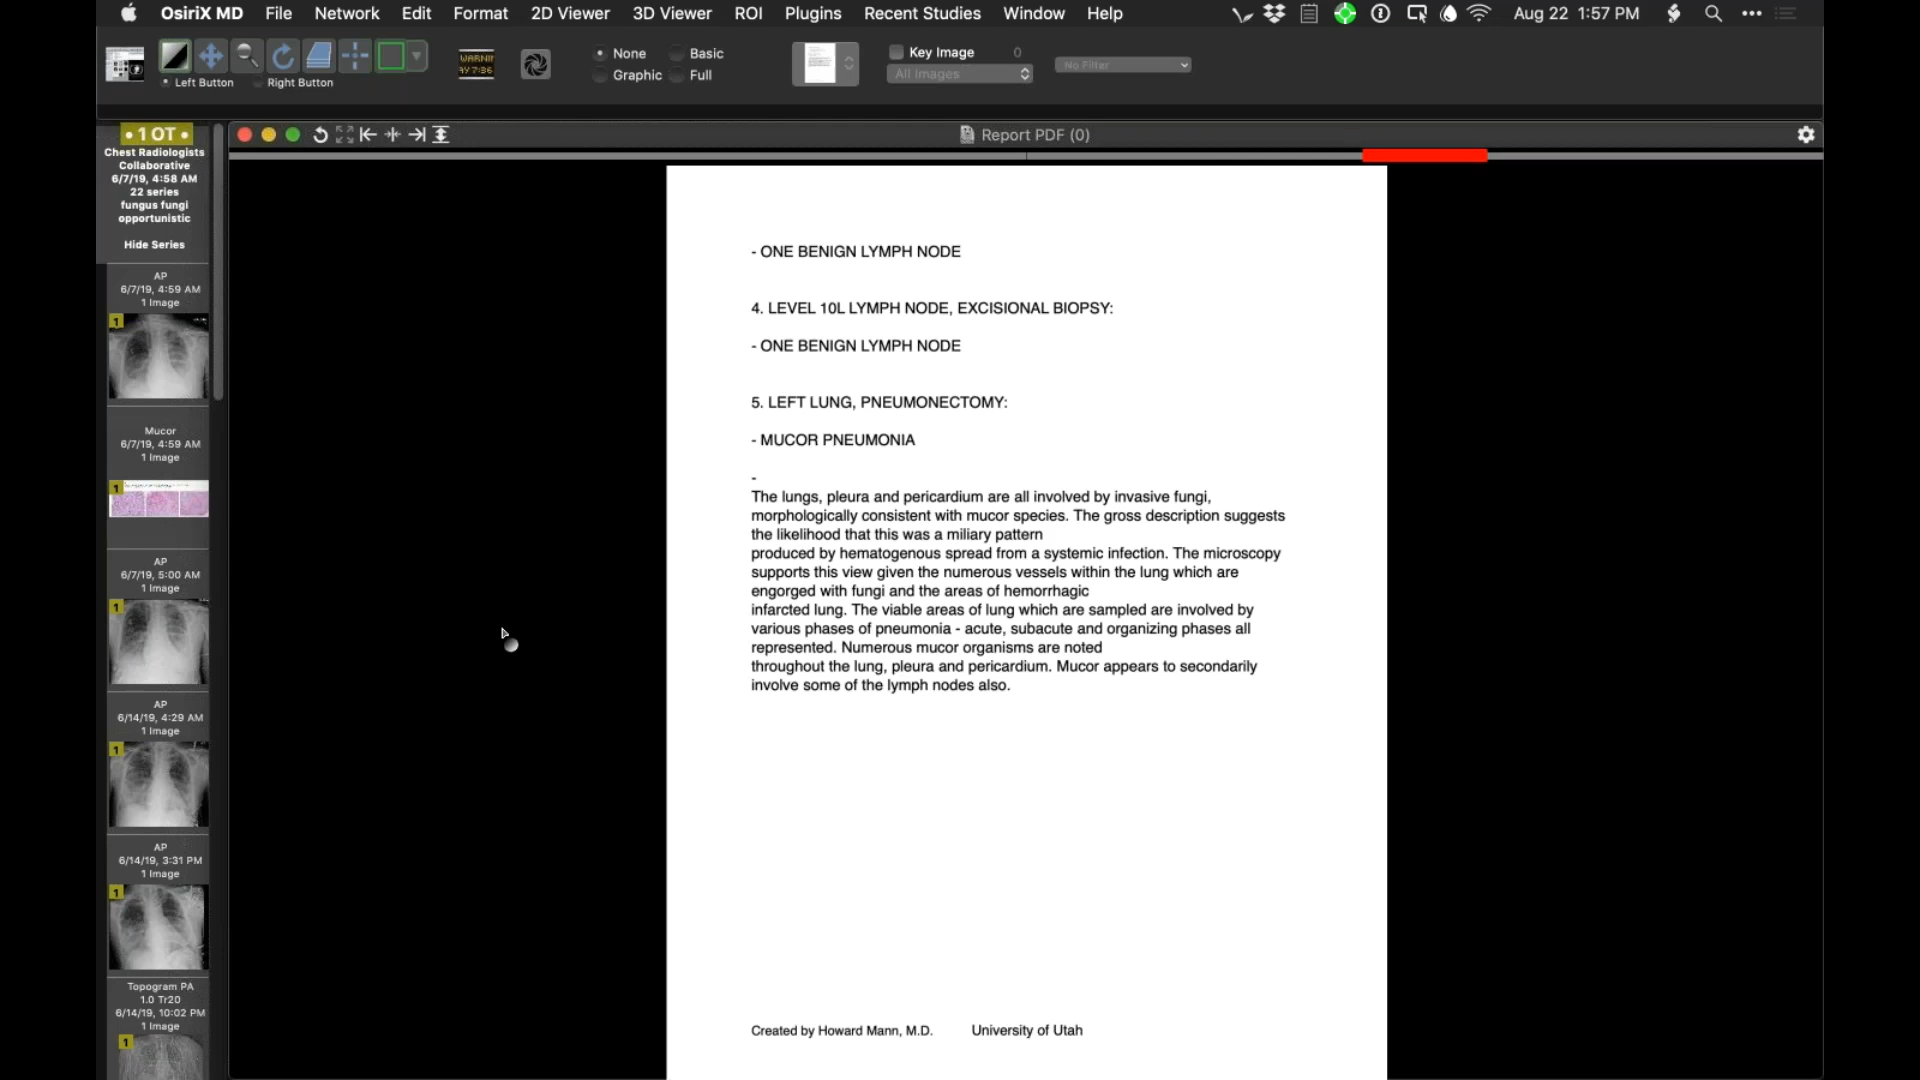 OsiriX MD File Network Edit Format 2D Viewer 3D Viewer ROI Plugins Recent Studies Window Help Aug 22 1:57 PM
Left Button Right Button
None Basic
Graphic Full
Key Image 0
All Images
No Filter
• 1 OT •
Chest Radiologists
Collaborative
6/7/19, 4:58 AM
22 series
fungus fungi
opportunistic
Hide Series
AP
6/7/19, 4:59 AM
1 Image
1
Mucor
6/7/19, 4:59 AM
1 Image
1
AP
6/7/19, 5:00 AM
1 Image
1
AP
6/14/19, 4:29 AM
1 Image
1
AP
6/14/19, 3:31 PM
1 Image
1
Topogram PA
1.0 Tr20
6/14/19, 10:02 PM
1 Image
1
Report PDF (0)
- ONE BENIGN LYMPH NODE
4. LEVEL 10L LYMPH NODE, EXCISIONAL BIOPSY:
- ONE BENIGN LYMPH NODE
5. LEFT LUNG, PNEUMONECTOMY:
- MUCOR PNEUMONIA
-
The lungs, pleura and pericardium are all involved by invasive fungi,
morphologically consistent with mucor species. The gross description suggests
the likelihood that this was a miliary pattern
produced by hematogenous spread from a systemic infection. The microscopy
supports this view given the numerous vessels within the lung which are
engorged with fungi and the areas of hemorrhagic
infarcted lung. The viable areas of lung which are sampled are involved by
various phases of pneumonia - acute, subacute and organizing phases all
represented. Numerous mucor organisms are noted
throughout the lung, pleura and pericardium. Mucor appears to secondarily
involve some of the lymph nodes also.
Created by Howard Mann, M.D. University of Utah